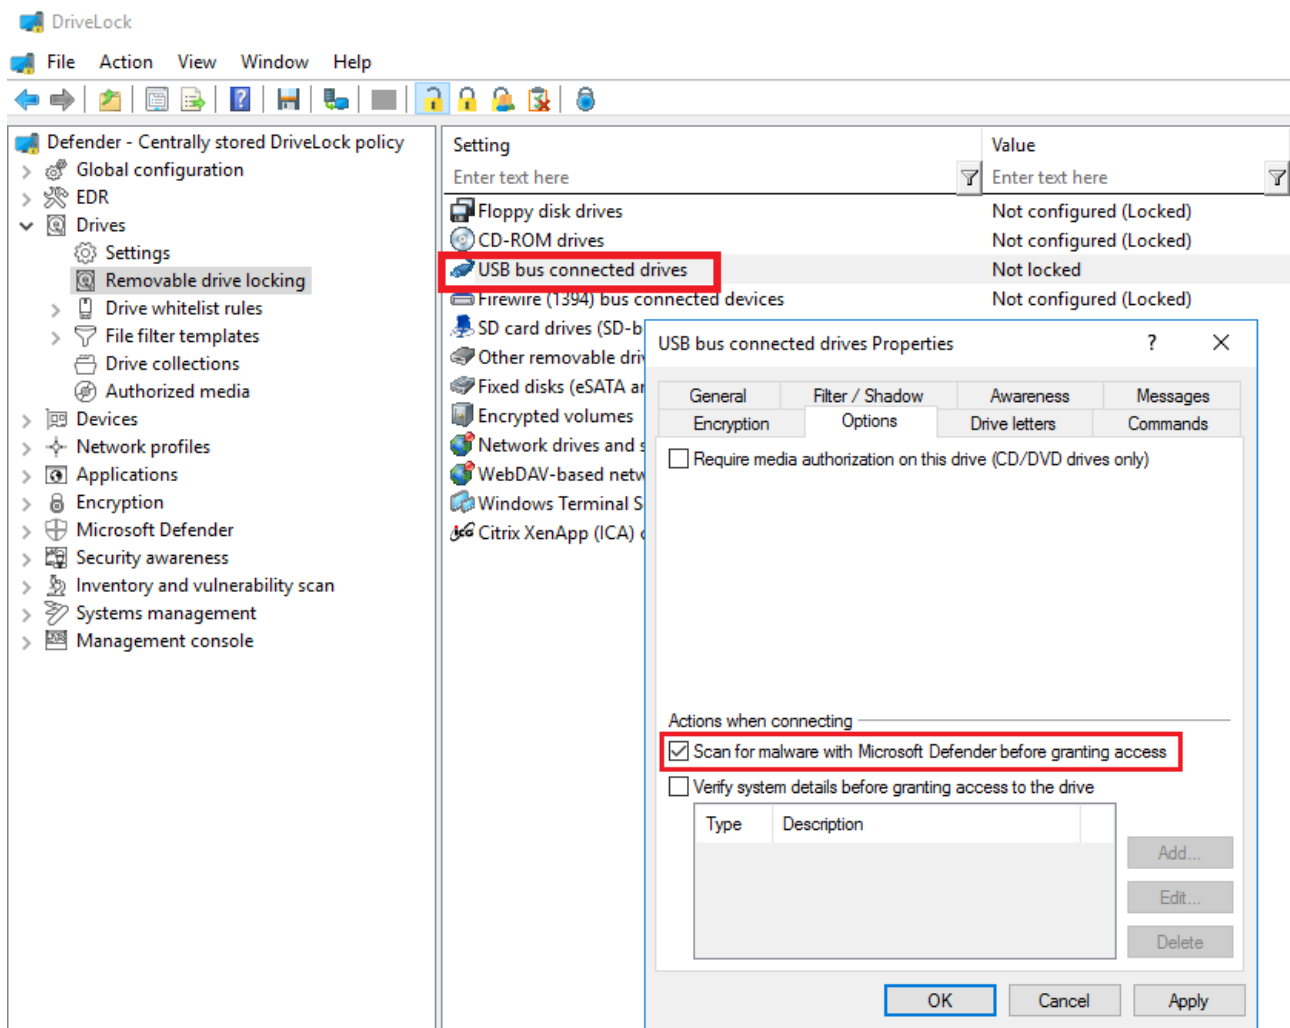 DriveLock
File Action View Window Help
Defender - Centrally stored DriveLock policy
Global configuration
EDR
Drives
Settings
Removable drive locking
Drive whitelist rules
File filter templates
Drive collections
Authorized media
Devices
Network profiles
Applications
Encryption
Microsoft Defender
Security awareness
Inventory and vulnerability scan
Systems management
Management console
Setting Value
Enter text here Enter text here
Floppy disk drives Not configured (Locked)
CD-ROM drives Not configured (Locked)
USB bus connected drives Not locked
Firewire (1394) bus connected devices Not configured (Locked)
SD card drives (SD-b
Other removable dri
Fixed disks (eSATA a
Encrypted volumes
Network drives and s
WebDAV-based netw
Windows Terminal S
Citrix XenApp (ICA) c
USB bus connected drives Properties ?
General Filter / Shadow Awareness Messages
Encryption Options Drive letters Commands
Require media authorization on this drive (CD/DVD drives only)
Actions when connecting
Scan for malware with Microsoft Defender before granting access
Verify system details before granting access to the drive
Type Description
Add...
Edit...
Delete
OK Cancel Apply